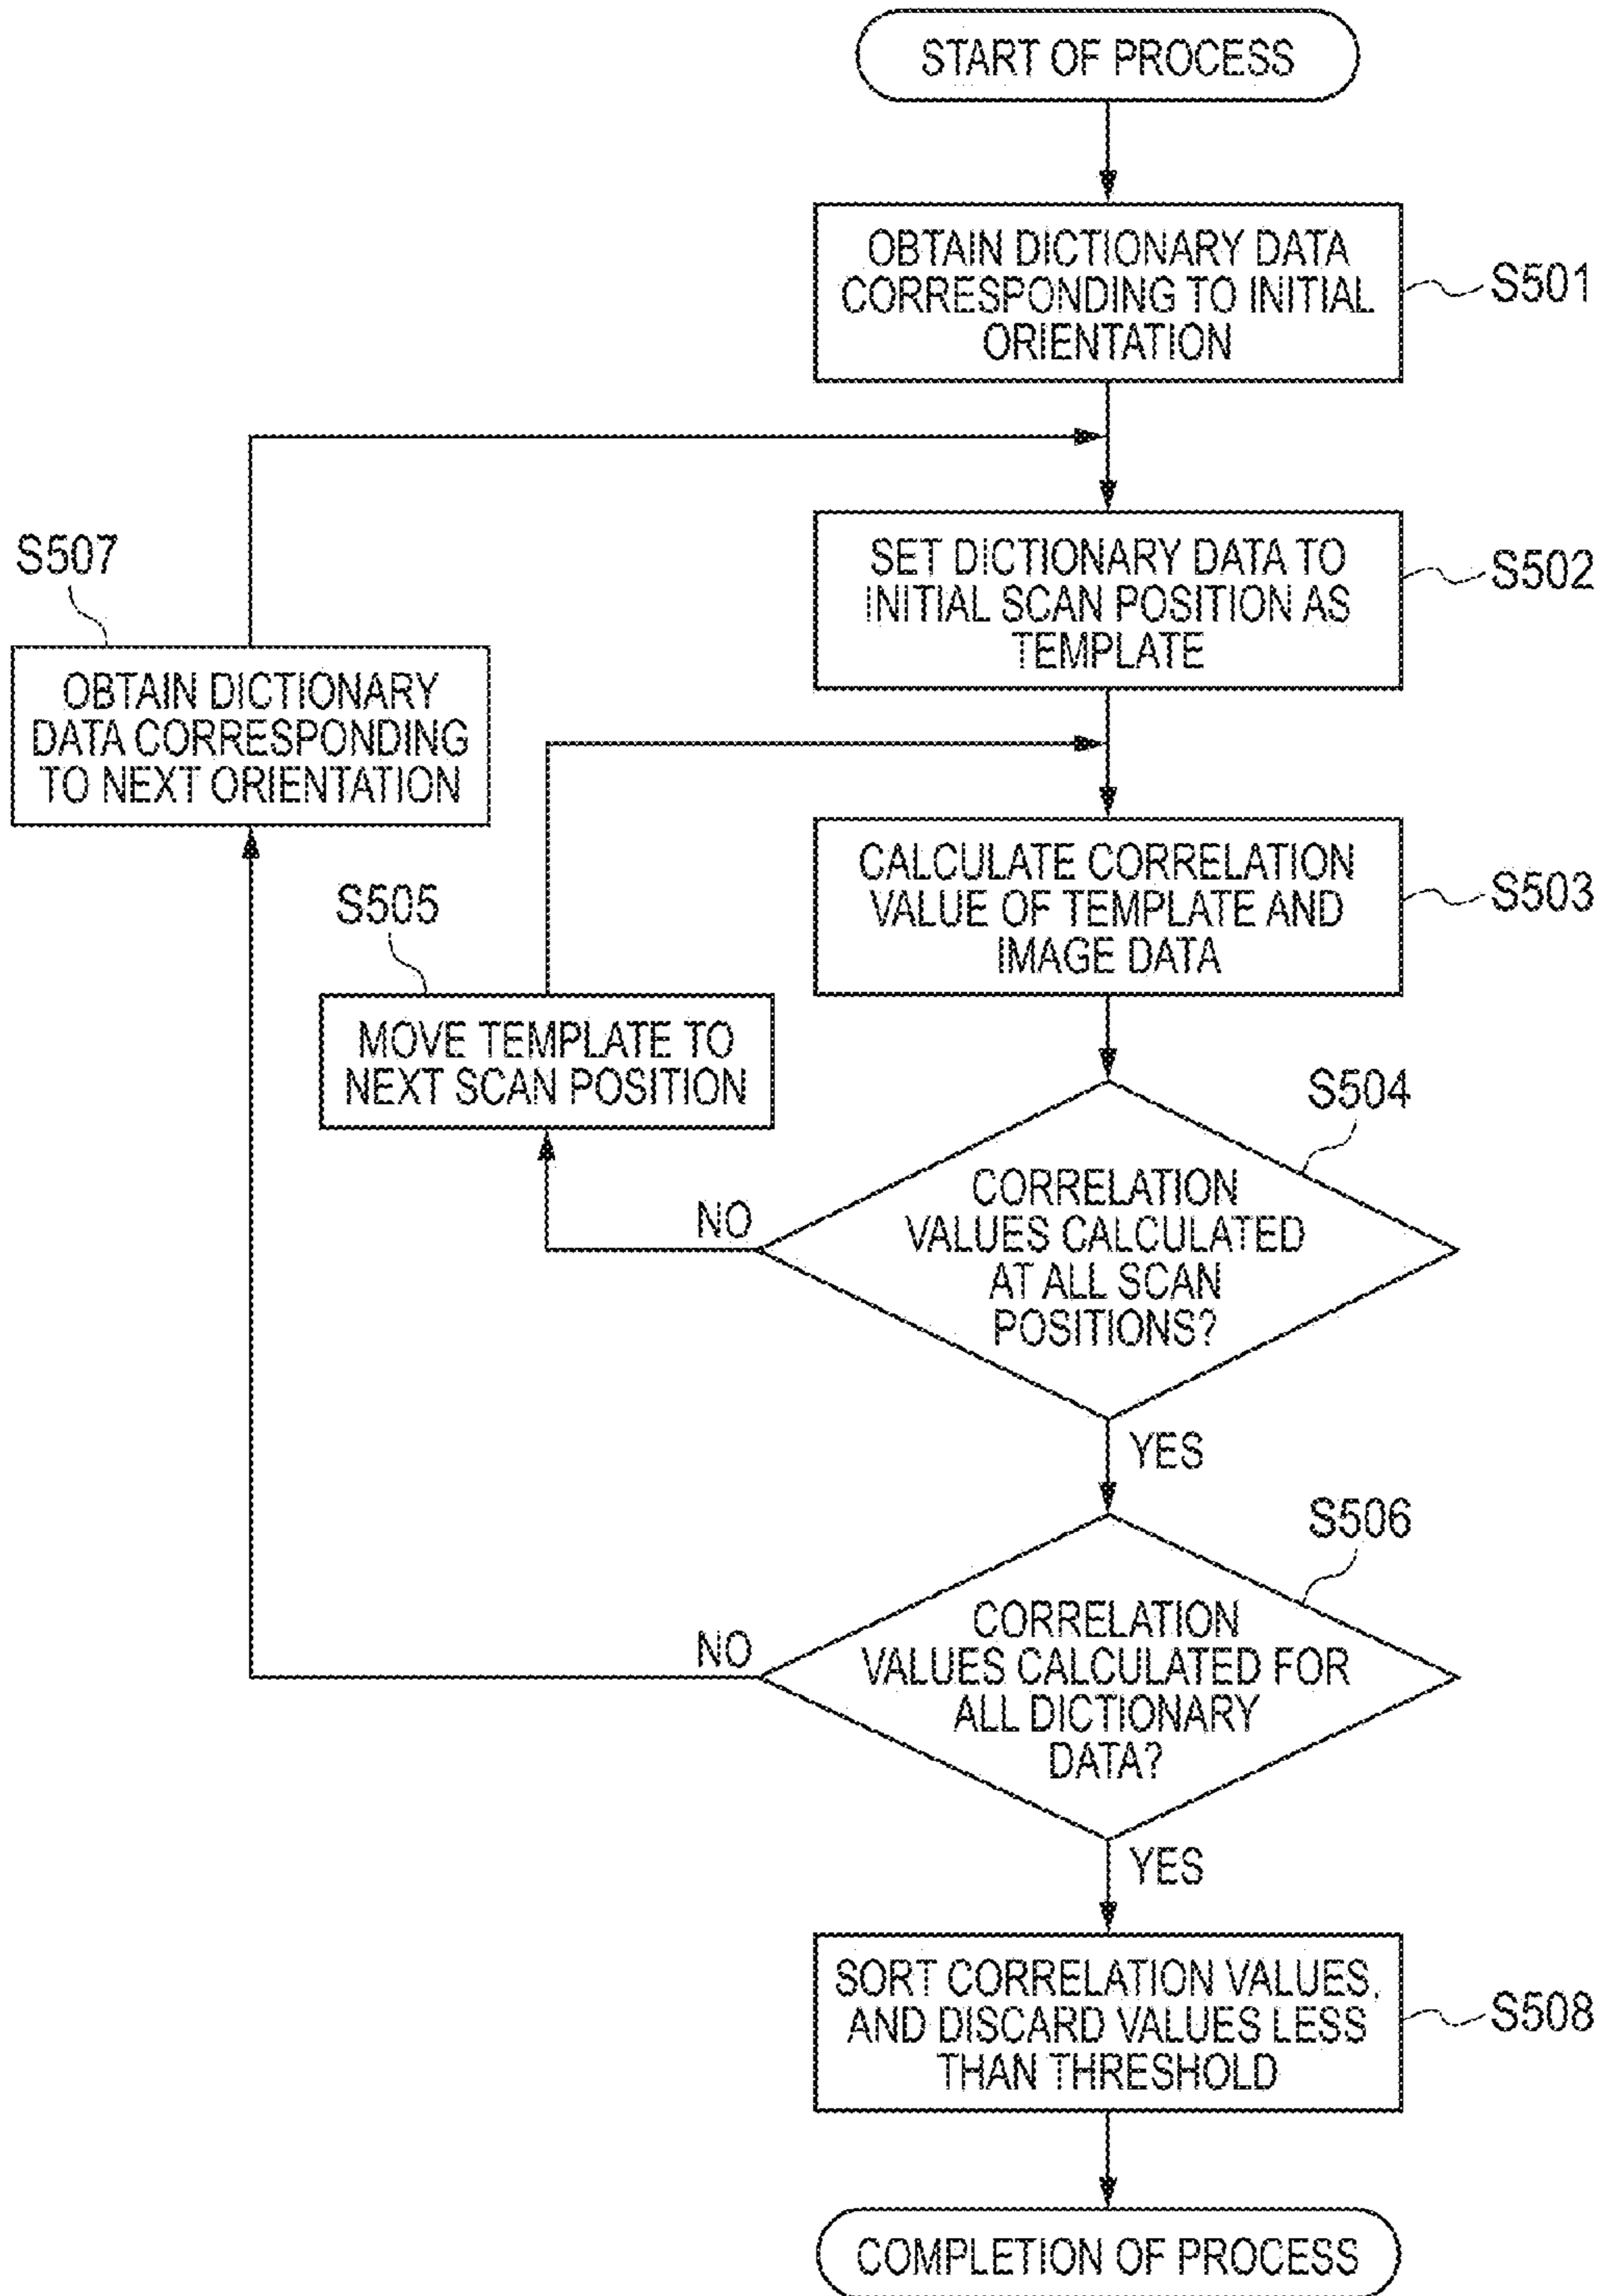 START OF PROCESS
OBTAIN DICTIONARY DATA
CORRESPONDING TO INITIAL
ORIENTATION
S501
SET DICTIONARY DATA TO
INITIAL SCAN POSITION AS
TEMPLATE
S502
S507
OBTAIN DICTIONARY
DATA CORRESPONDING
TO NEXT ORIENTATION
CALCULATE CORRELATION
VALUE OF TEMPLATE AND
IMAGE DATA
S503
S505
MOVE TEMPLATE TO
NEXT SCAN POSITION
S504
CORRELATION
VALUES CALCULATED
AT ALL SCAN
POSITIONS?
NO
YES
S506
CORRELATION
VALUES CALCULATED FOR
ALL DICTIONARY
DATA?
NO
YES
SORT CORRELATION VALUES,
AND DISCARD VALUES LESS
THAN THRESHOLD
S508
COMPLETION OF PROCESS